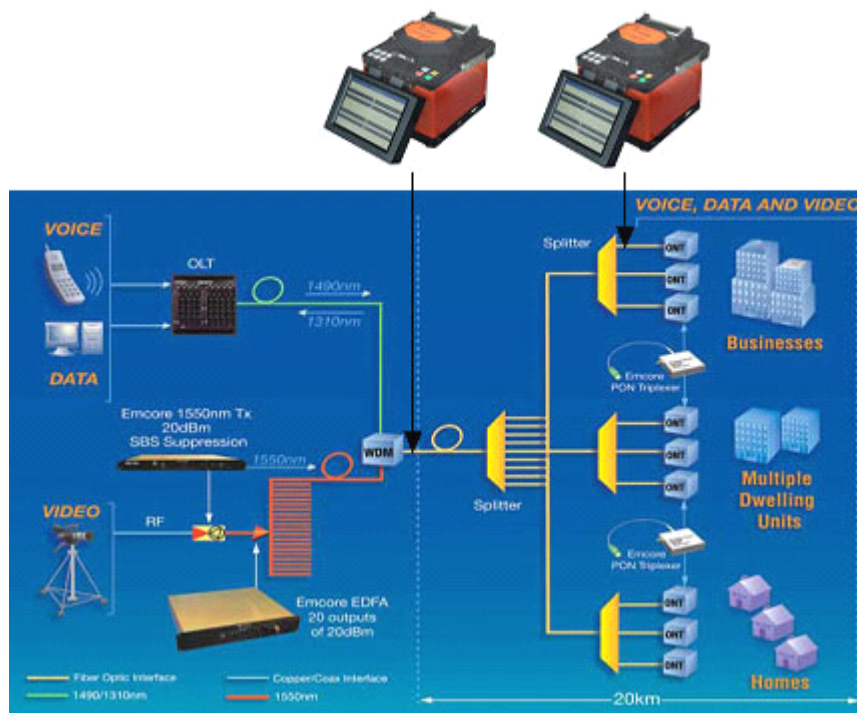 VOICE, DATA AND VIDEO
VOICE
OLT
1490nm
1310nm
DATA
Splitter
ONT
ONT
ONT
Businesses
Emcore
PON Triplexer
Emcore 1550nm Tx
20dBm
SBS Suppression
1550nm
WDM
Splitter
ONT
ONT
ONT
Multiple
Dwelling
Units
VIDEO
RF
Emcore
PON Triplexer
Emcore EDFA
20 outputs
of 20dBm
ONT
ONT
ONT
Homes
Fiber Optic Interface
Copper/Coax Interface
1490/1310nm
1550nm
20km